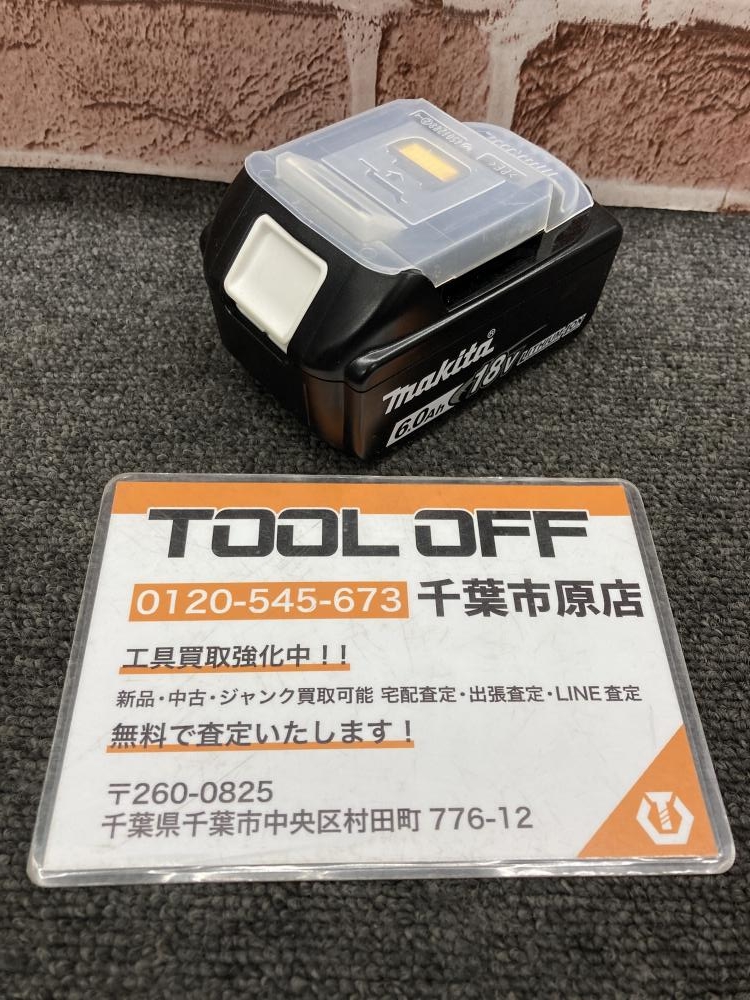 makita®
6.0Ah 18V LITHIUM-ION
TOOL OFF
0120-545-673 千葉市原店
工具買取強化中！！
新品・中古・ジャンク買取可能 宅配査定・出張査定・LINE査定
無料で査定いたします！
〒260-0825
千葉県千葉市中央区村田町 776-12